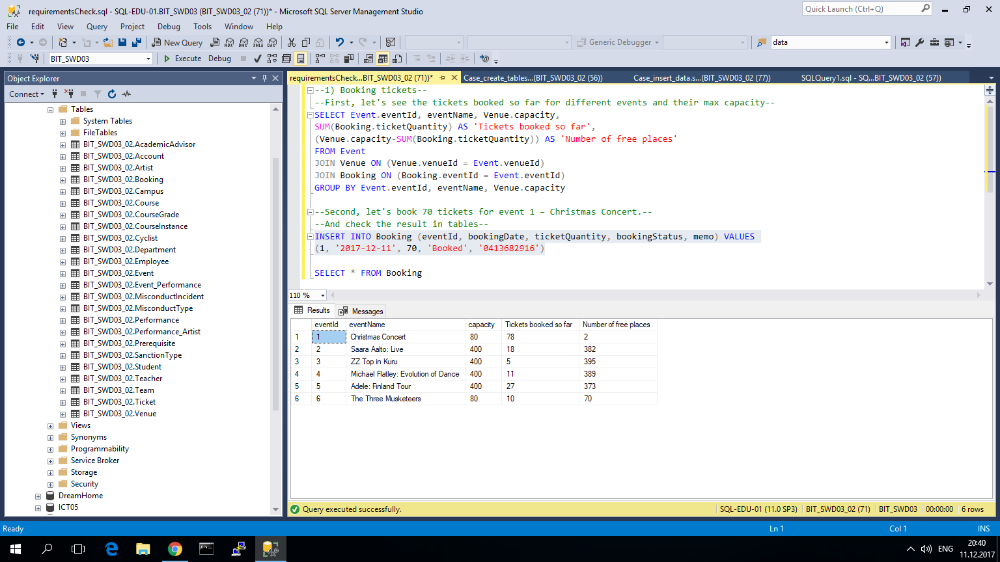 requirementsCheck.sql - SQL-EDU-01.BIT_SWD03 (BIT_SWD03_02 (71))* - Microsoft SQL Server Management Studio
Quick Launch (Ctrl+Q)
File Edit View Query Project Debug Tools Window Help
New Query MDX DMX XMLA DAX Generic Debugger data
BIT_SWD03 Execute Debug
Object Explorer
Connect
Tables
System Tables
FileTables
BIT_SWD03_02.AcademicAdvisor
BIT_SWD03_02.Account
BIT_SWD03_02.Artist
BIT_SWD03_02.Booking
BIT_SWD03_02.Campus
BIT_SWD03_02.Course
BIT_SWD03_02.CourseGrade
BIT_SWD03_02.CourseInstance
BIT_SWD03_02.Cyclist
BIT_SWD03_02.Department
BIT_SWD03_02.Employee
BIT_SWD03_02.Event
BIT_SWD03_02.Event_Performance
BIT_SWD03_02.MisconductIncident
BIT_SWD03_02.MisconductType
BIT_SWD03_02.Performance
BIT_SWD03_02.Performance_Artist
BIT_SWD03_02.Prerequisite
BIT_SWD03_02.SanctionType
BIT_SWD03_02.Student
BIT_SWD03_02.Teacher
BIT_SWD03_02.Team
BIT_SWD03_02.Ticket
BIT_SWD03_02.Venue
Views
Synonyms
Programmability
Service Broker
Storage
Security
DreamHome
ICT05
requirementsCheck...BIT_SWD03_02 (71))* Case_create_tables...(BIT_SWD03_02 (56)) Case_insert_data.s...(BIT_SWD03_02 (77)) SQLQuery1.sql - SQ...BIT_SWD03_02 (57))
--1) Booking tickets--
--First, let's see the tickets booked so far for different events and their max capacity--
SELECT Event.eventId, eventName, Venue.capacity,
SUM(Booking.ticketQuantity) AS 'Tickets booked so far',
(Venue.capacity-SUM(Booking.ticketQuantity)) AS 'Number of free places'
FROM Event
JOIN Venue ON (Venue.venueId = Event.venueId)
JOIN Booking ON (Booking.eventId = Event.eventId)
GROUP BY Event.eventId, eventName, Venue.capacity
--Second, let's book 70 tickets for event 1 – Christmas Concert.--
--And check the result in tables--
INSERT INTO Booking (eventId, bookingDate, ticketQuantity, bookingStatus, memo) VALUES
(1, '2017-12-11', 70, 'Booked', '0413682916')
SELECT * FROM Booking
110 %
Results Messages
eventId eventName capacity Tickets booked so far Number of free places
1 1 Christmas Concert 80 78 2
2 2 Saara Aalto: Live 400 18 382
3 3 ZZ Top in Kuru 400 5 395
4 4 Michael Flatley: Evolution of Dance 400 11 389
5 5 Adele: Finland Tour 400 27 373
6 6 The Three Musketeers 80 10 70
Query executed successfully. SQL-EDU-01 (11.0 SP3) BIT_SWD03_02 (71) BIT_SWD03 00:00:00 6 rows
Ready Ln 1 Col 1 INS
ENG 20:40
11.12.2017